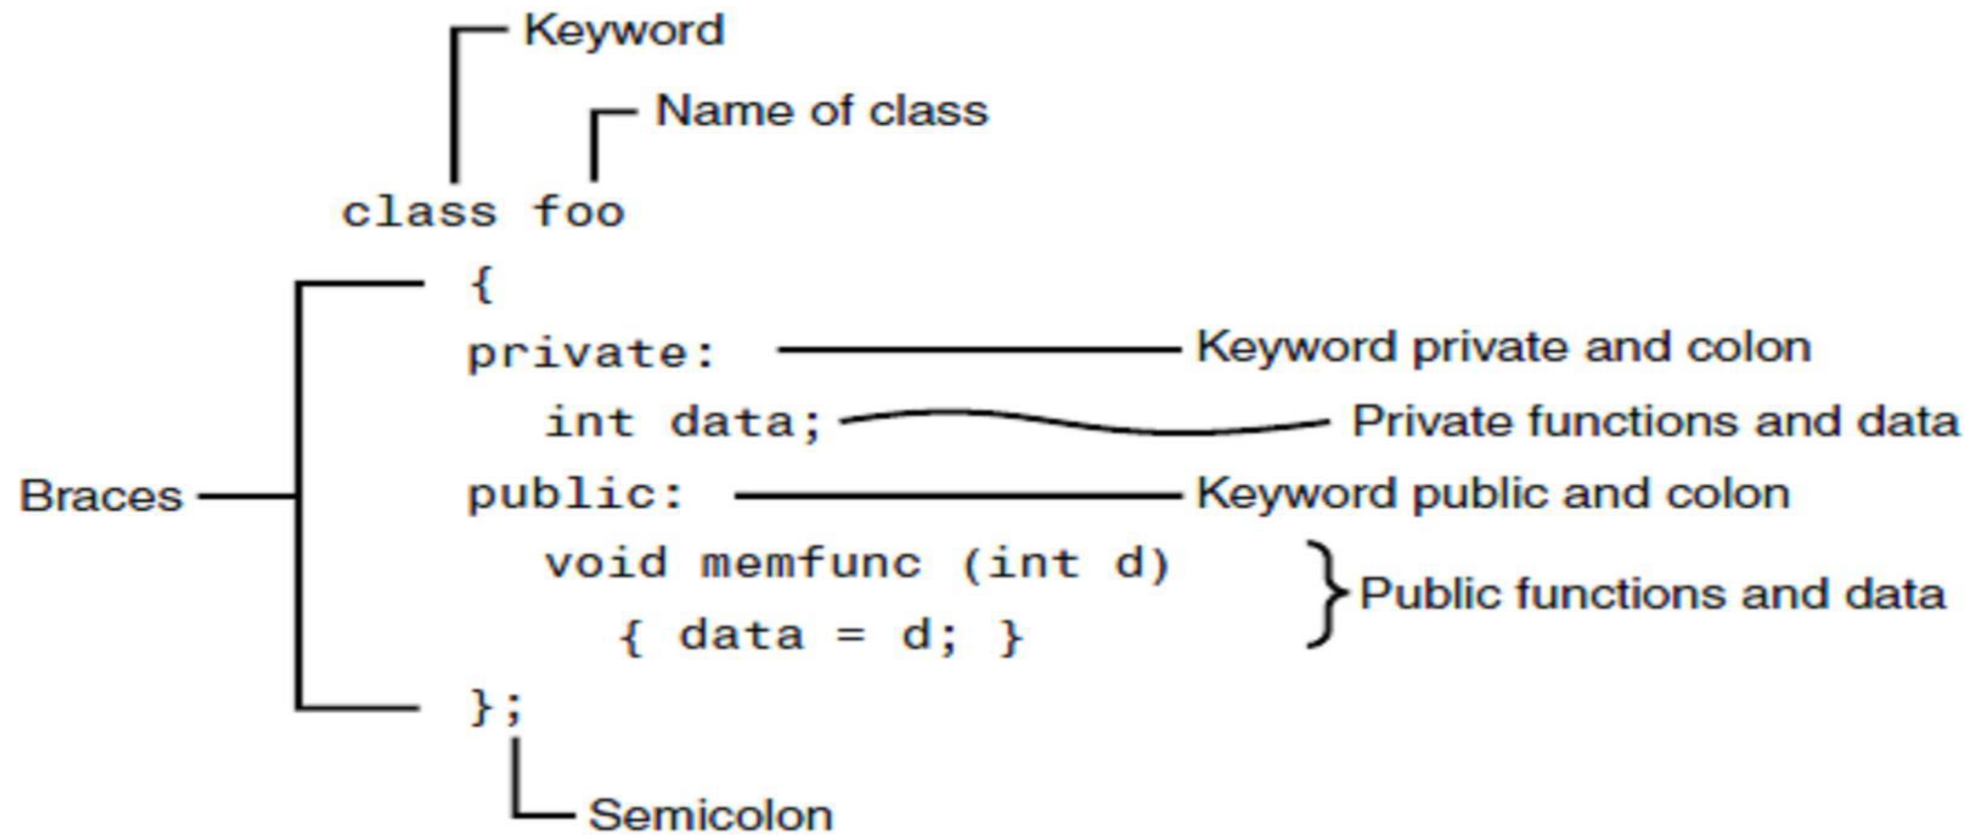 Keyword
Name of class
class foo
{
private: Keyword private and colon
int data; Private functions and data
Braces public: Keyword public and colon
void memfunc (int d)
Public functions and data
{ data = d; }
};
Semicolon